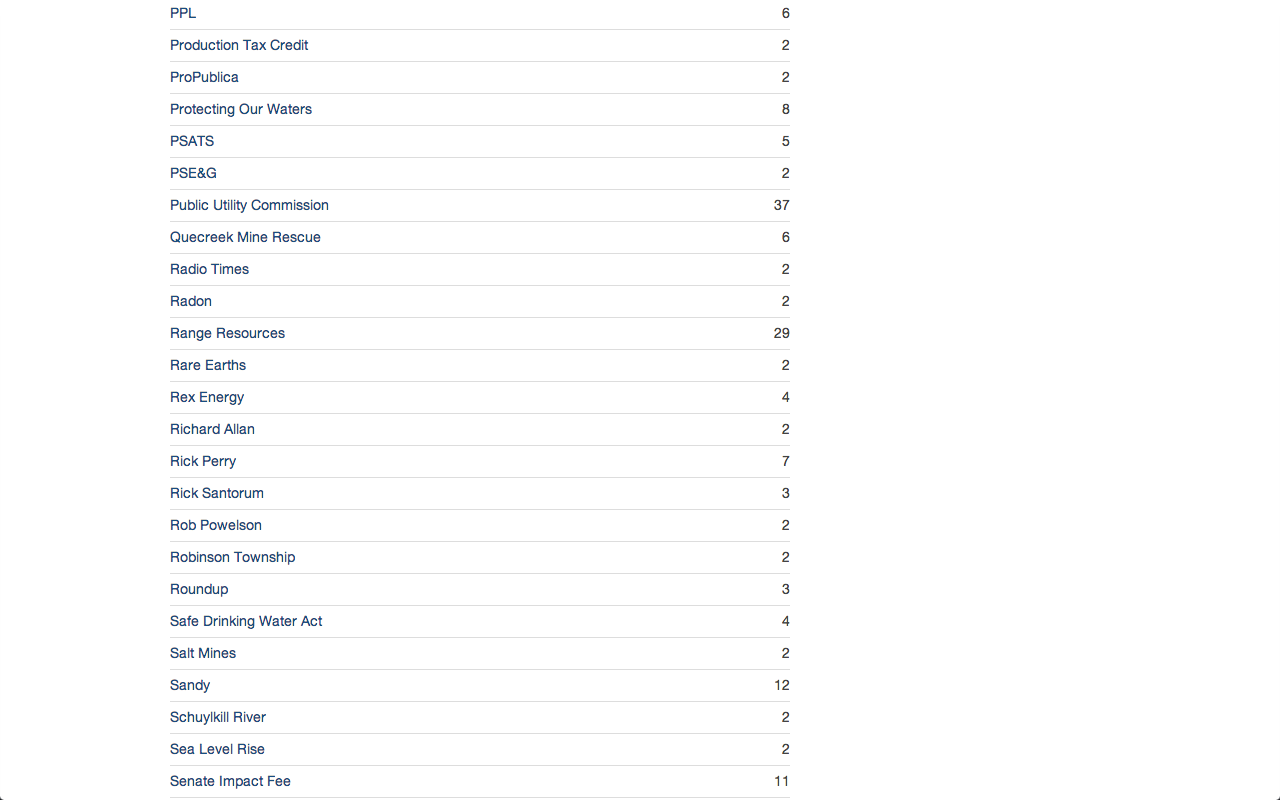 PPL 6
Production Tax Credit 2
ProPublica 2
Protecting Our Waters 8
PSATS 5
PSE&G 2
Public Utility Commission 37
Quecreek Mine Rescue 6
Radio Times 2
Radon 2
Range Resources 29
Rare Earths 2
Rex Energy 4
Richard Allan 2
Rick Perry 7
Rick Santorum 3
Rob Powelson 2
Robinson Township 2
Roundup 3
Safe Drinking Water Act 4
Salt Mines 2
Sandy 12
Schuylkill River 2
Sea Level Rise 2
Senate Impact Fee 11